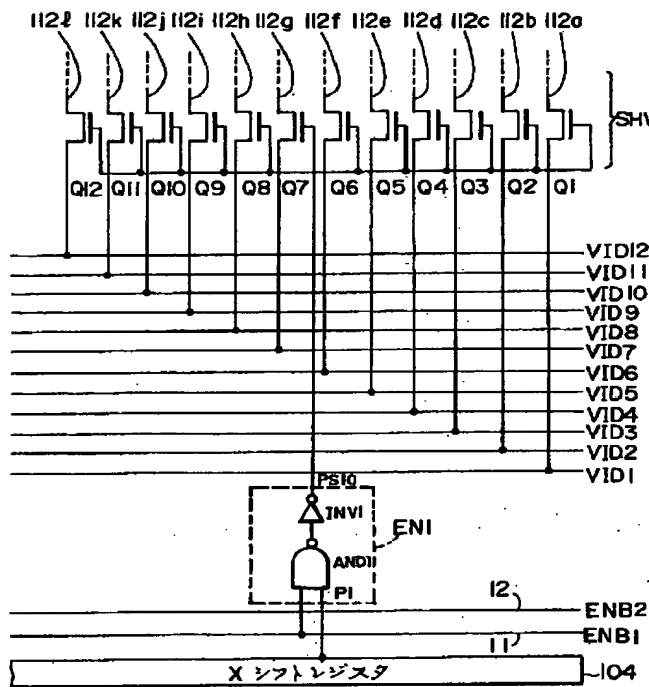 112ℓ 112k 112j 112i 112h 112g 112f 112e 112d 112c 112b 112a
SHV
Q12 Q11 Q10 Q9 Q8 Q7 Q6 Q5 Q4 Q3 Q2 Q1
VID12
VID11
VID10
VID9
VID8
VID7
VID6
VID5
VID4
VID3
VID2
VID1
PS10
INV1
EN1
AND11
P1
12
ENB2
ENB1
11
X シフトレジスタ
104